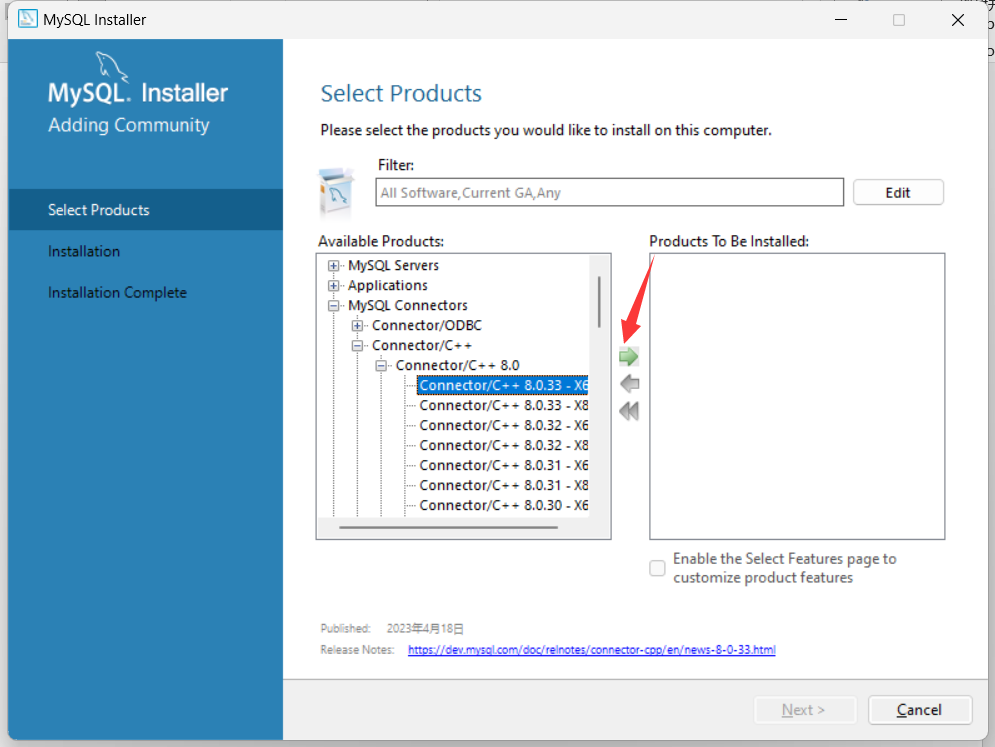 MySQL Installer
MySQL. Installer
Adding Community
Select Products
Installation
Installation Complete
Select Products
Please select the products you would like to install on this computer.
Filter:
All Software,Current GA,Any
Edit
Available Products:
MySQL Servers
Applications
MySQL Connectors
Connector/ODBC
Connector/C++
Connector/C++ 8.0
Connector/C++ 8.0.33 - X6
Connector/C++ 8.0.33 - X8
Connector/C++ 8.0.32 - X6
Connector/C++ 8.0.32 - X8
Connector/C++ 8.0.31 - X6
Connector/C++ 8.0.31 - X8
Connector/C++ 8.0.30 - X6
Products To Be Installed:
Enable the Select Features page to
customize product features
Published: 2023年4月18日
Release Notes: https://dev.mysql.com/doc/relnotes/connector-cpp/en/news-8-0-33.html
Next >
Cancel